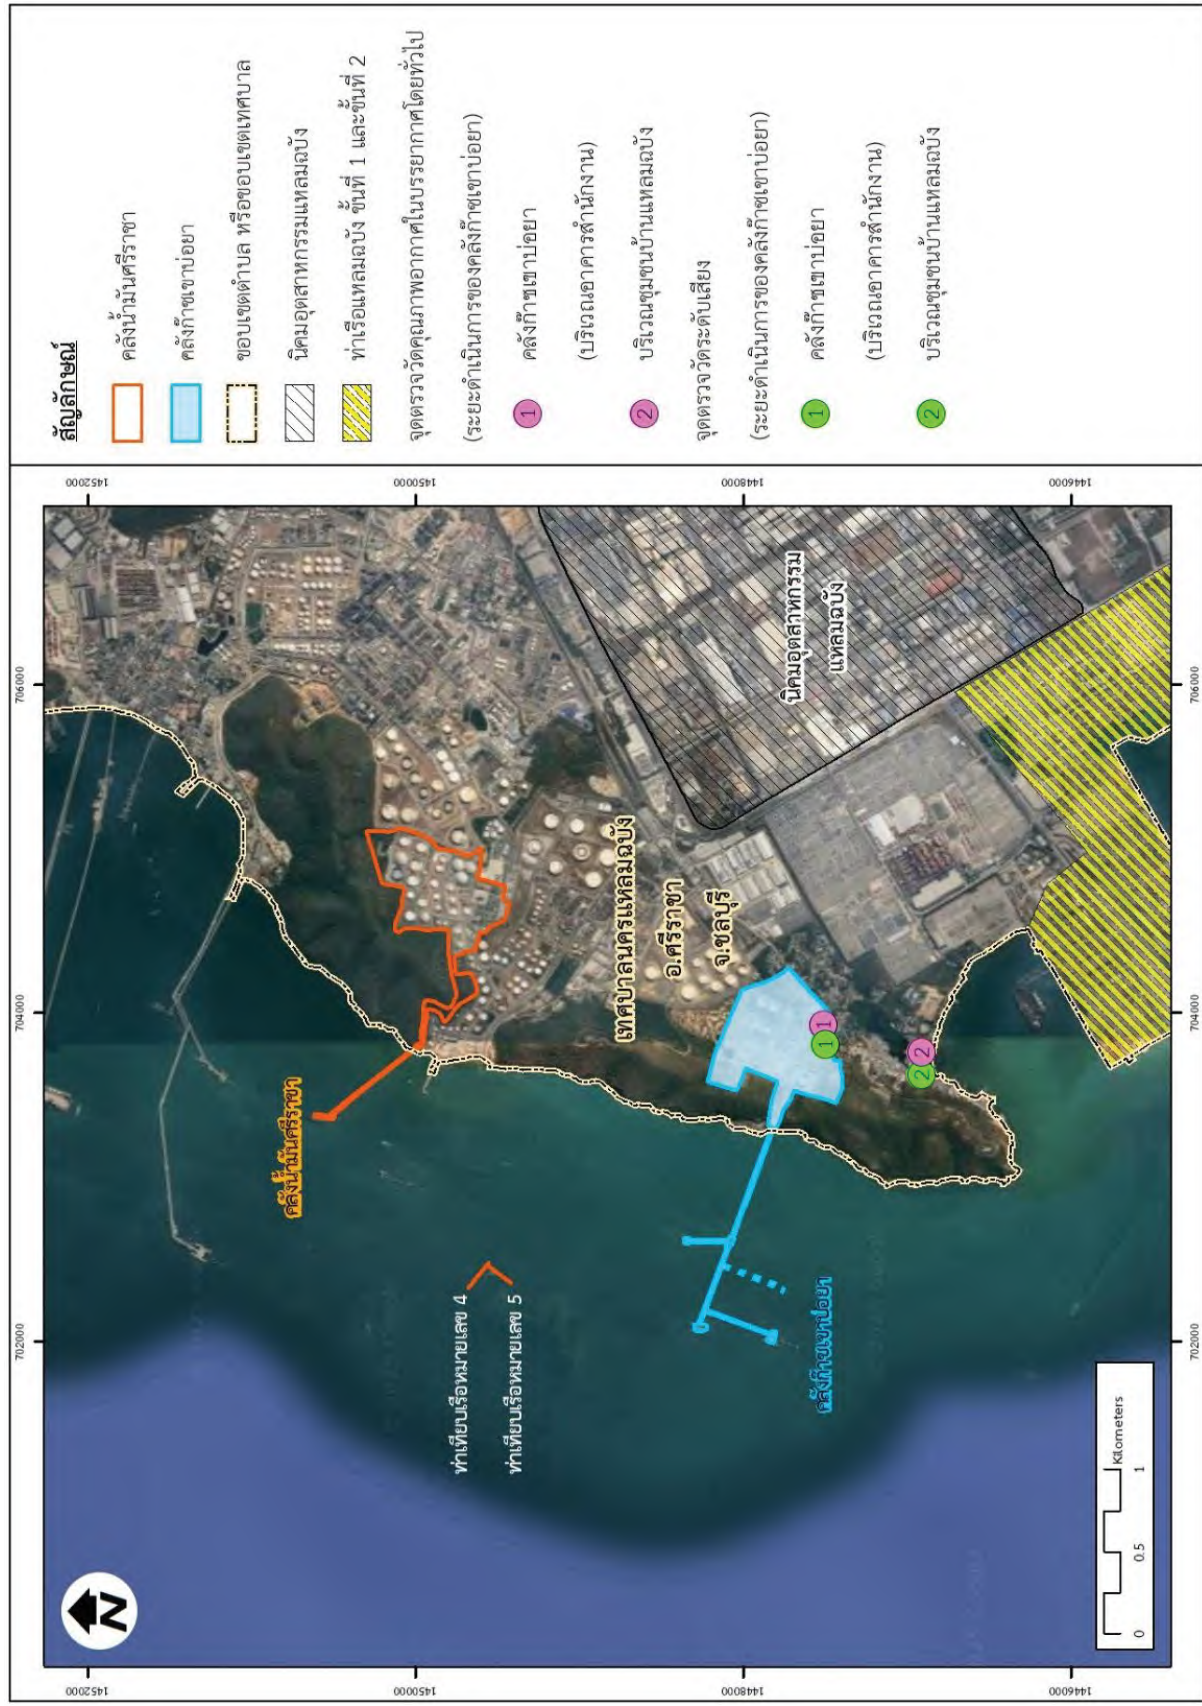 สัญลักษณ์
คลังน้ำมันศรีราชา
คลังก๊าซเขาบ่อยา
ขอบเขตตำบล หรือขอบเขตเทศบาล
นิคมอุตสาหกรรมแหลมฉบัง
ท่าเรือแหลมฉบัง ขั้นที่ 1 และขั้นที่ 2
จุดตรวจวัดคุณภาพอากาศในบรรยากาศโดยทั่วไป
(ระยะดำเนินการของคลังก๊าซเขาบ่อยา)
1 คลังก๊าซเขาบ่อยา
(บริเวณอาคารสำนักงาน)
2 บริเวณชุมชนบ้านแหลมฉบัง
จุดตรวจวัดระดับเสียง
(ระยะดำเนินการของคลังก๊าซเขาบ่อยา)
1 คลังก๊าซเขาบ่อยา
(บริเวณอาคารสำนักงาน)
2 บริเวณชุมชนบ้านแหลมฉบัง
702000
704000
706000
1452000
1452000
1450000
1450000
1448000
1448000
1446000
1446000
702000
704000
706000
N
คลังน้ำมันศรีราชา
ท่าเทียบเรือหมายเลข 4
ท่าเทียบเรือหมายเลข 5
เทศบาลนครแหลมฉบัง
อ.ศรีราชา
จ.ชลบุรี
นิคมอุตสาหกรรม
แหลมฉบัง
คลังก๊าซเขาบ่อยา
1
1
2
2
0 0.5 1
Kilometers